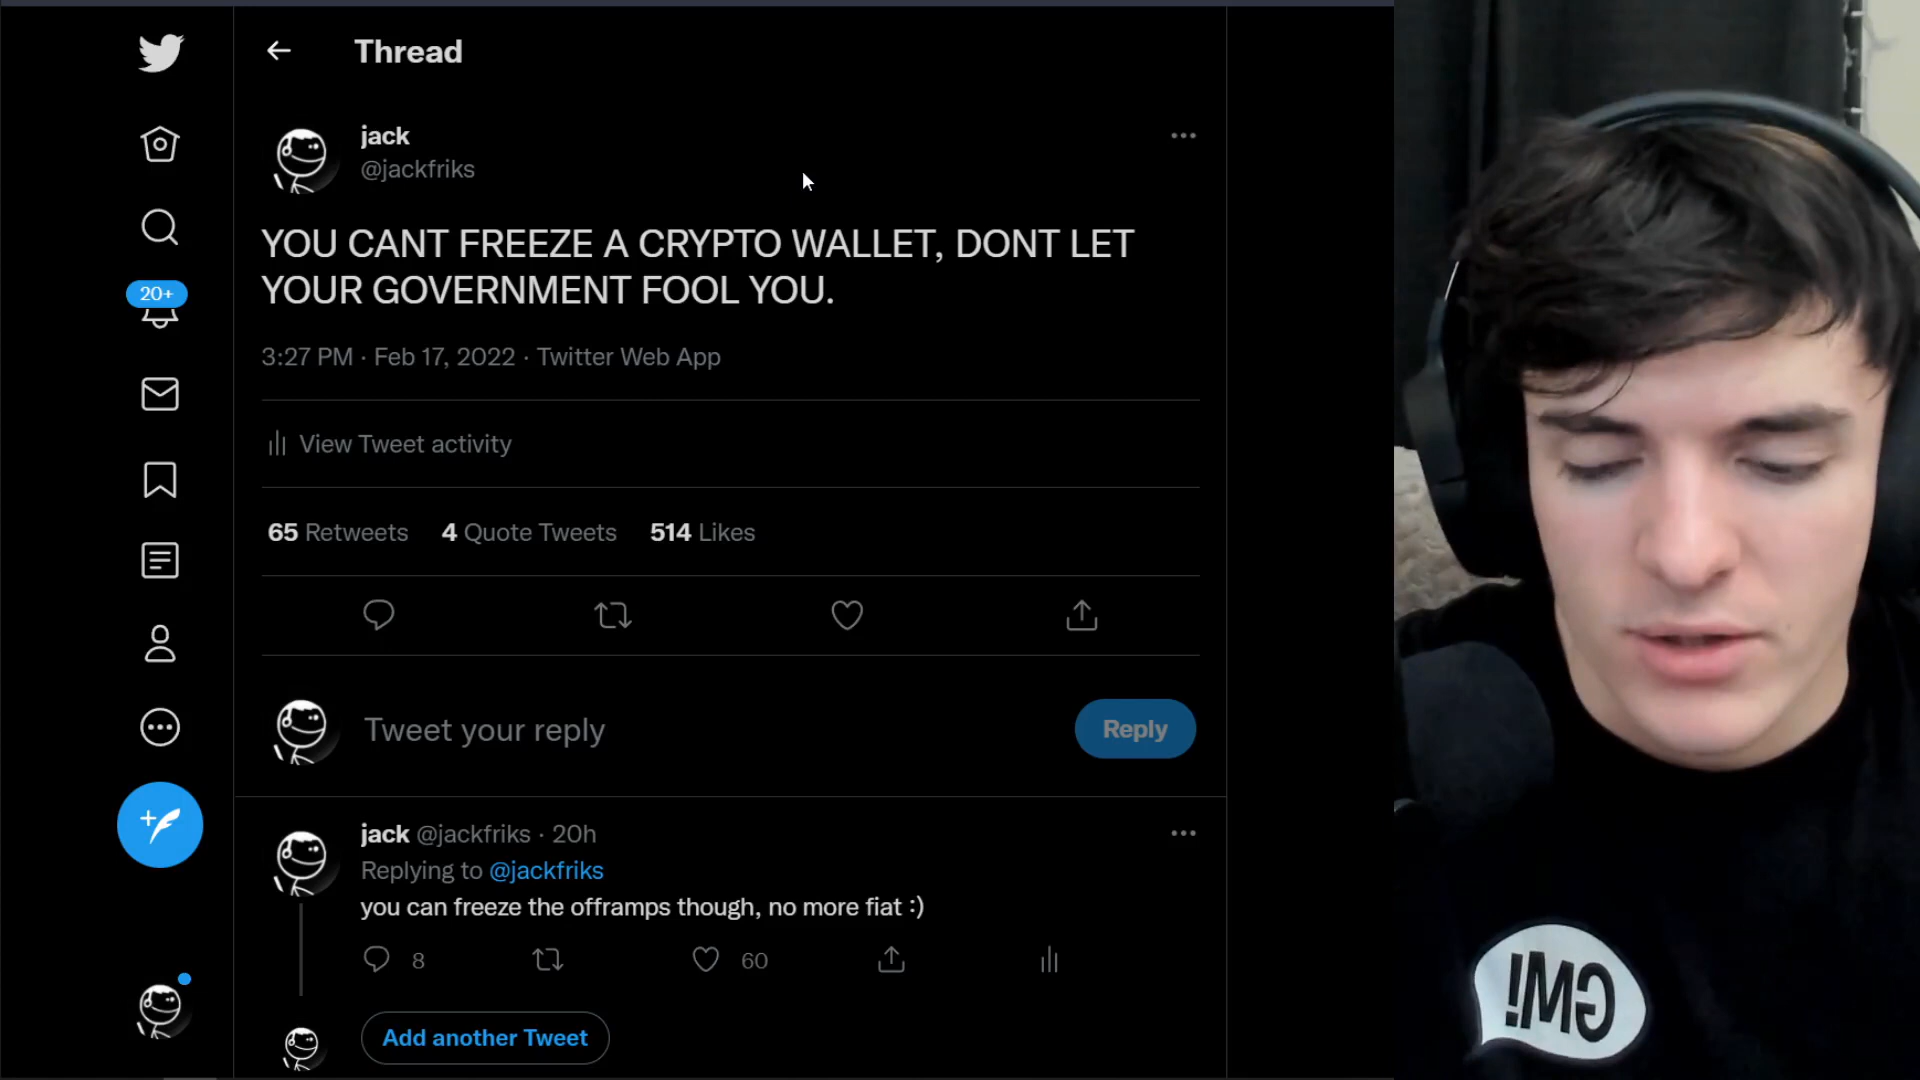 Thread
jack
@jackfriks
YOU CANT FREEZE A CRYPTO WALLET, DONT LET
YOUR GOVERNMENT FOOL YOU.
3:27 PM · Feb 17, 2022 · Twitter Web App
20+
View Tweet activity
65 Retweets 4 Quote Tweets 514 Likes
Tweet your reply
Reply
jack @jackfriks · 20h
Replying to @jackfriks
you can freeze the offramps though, no more fiat :)
8 60
Add another Tweet
GM!